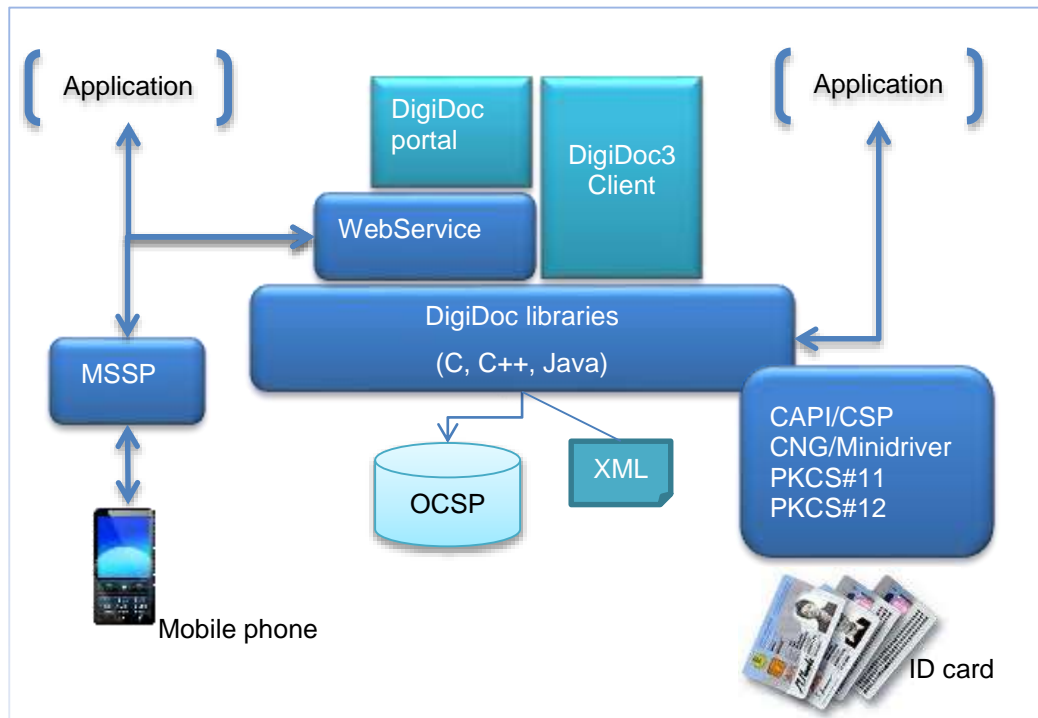 Application
Application
DigiDoc
portal
DigiDoc3
Client
WebService
DigiDoc libraries
(C, C++, Java)
MSSP
CAPI/CSP
CNG/Minidriver
PKCS#11
PKCS#12
XML
OCSP
Mobile phone
ID card